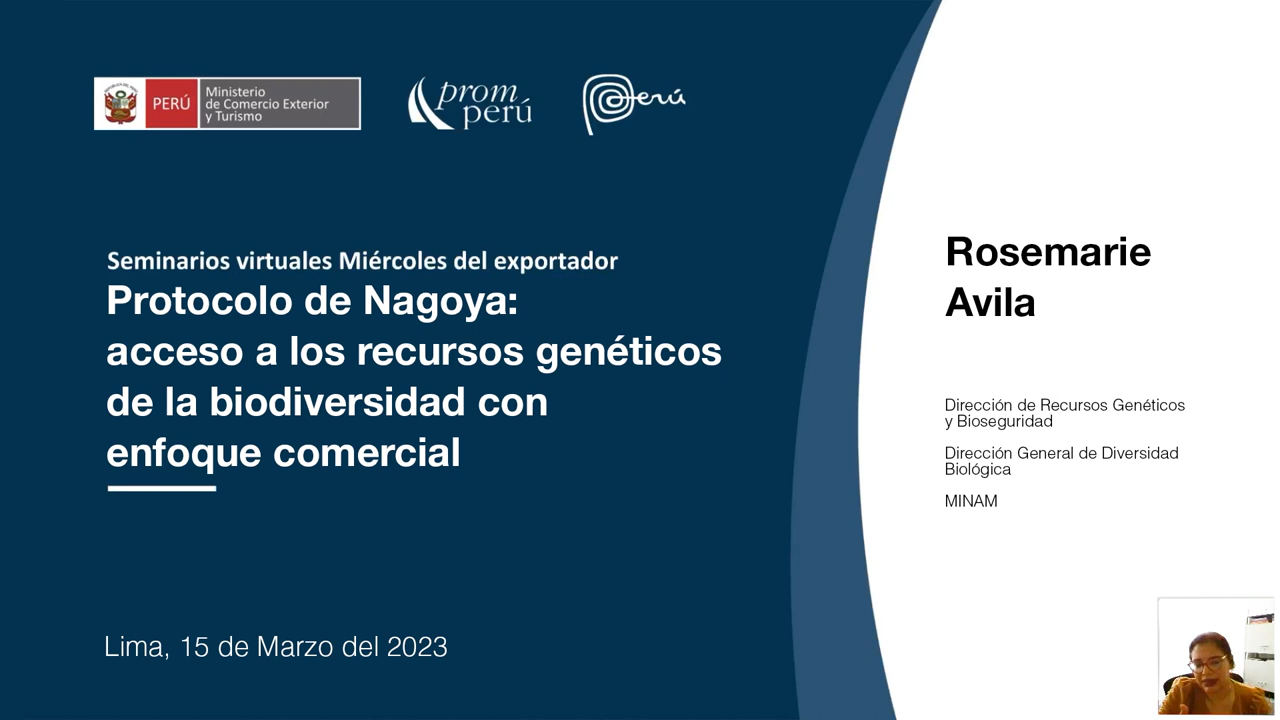 PERÚ
Ministerio
de Comercio Exterior
y Turismo
prom
perú
Perú
Seminarios virtuales Miércoles del exportador
Protocolo de Nagoya:
acceso a los recursos genéticos
de la biodiversidad con
enfoque comercial
Lima, 15 de Marzo del 2023
Rosemarie
Avila
Dirección de Recursos Genéticos
y Bioseguridad
Dirección General de Diversidad
Biológica
MINAM